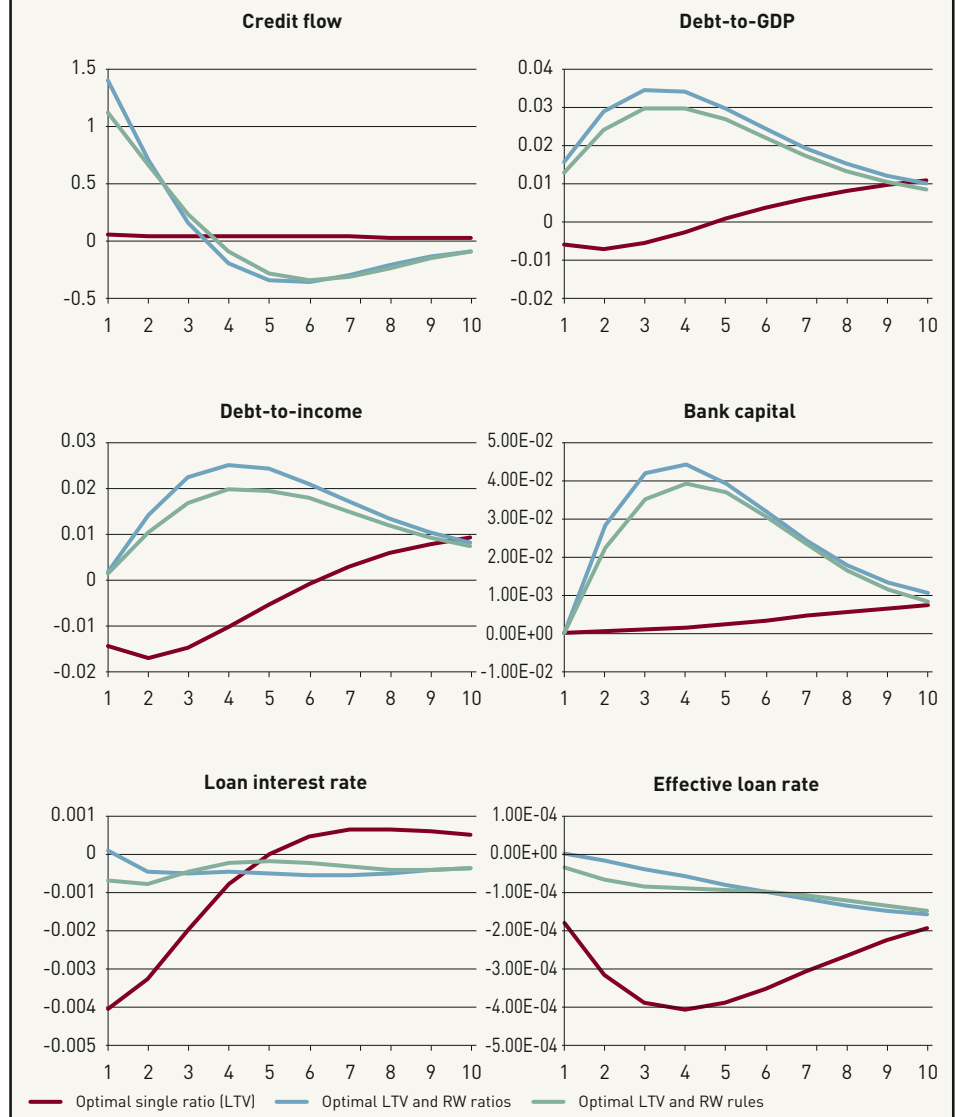 Credit flow
1.5
1
0.5
0
-0.5
1 2 3 4 5 6 7 8 9 10
Debt-to-GDP
0.04
0.03
0.02
0.01
0
-0.01
-0.02
1 2 3 4 5 6 7 8 9 10
Debt-to-income
0.03
0.02
0.01
0
-0.01
-0.02
1 2 3 4 5 6 7 8 9 10
Bank capital
5.00E-02
4.00E-02
3.00E-02
2.00E-02
1.00E-03
0.00E+00
-1.00E-02
1 2 3 4 5 6 7 8 9 10
Loan interest rate
0.001
0
-0.001
-0.002
-0.003
-0.004
-0.005
1 2 3 4 5 6 7 8 9 10
Effective loan rate
1.00E-04
0.00E+00
-1.00E-04
-2.00E-04
-3.00E-04
-4.00E-04
-5.00E-04
1 2 3 4 5 6 7 8 9 10
Optimal single ratio (LTV) Optimal LTV and RW ratios Optimal LTV and RW rules